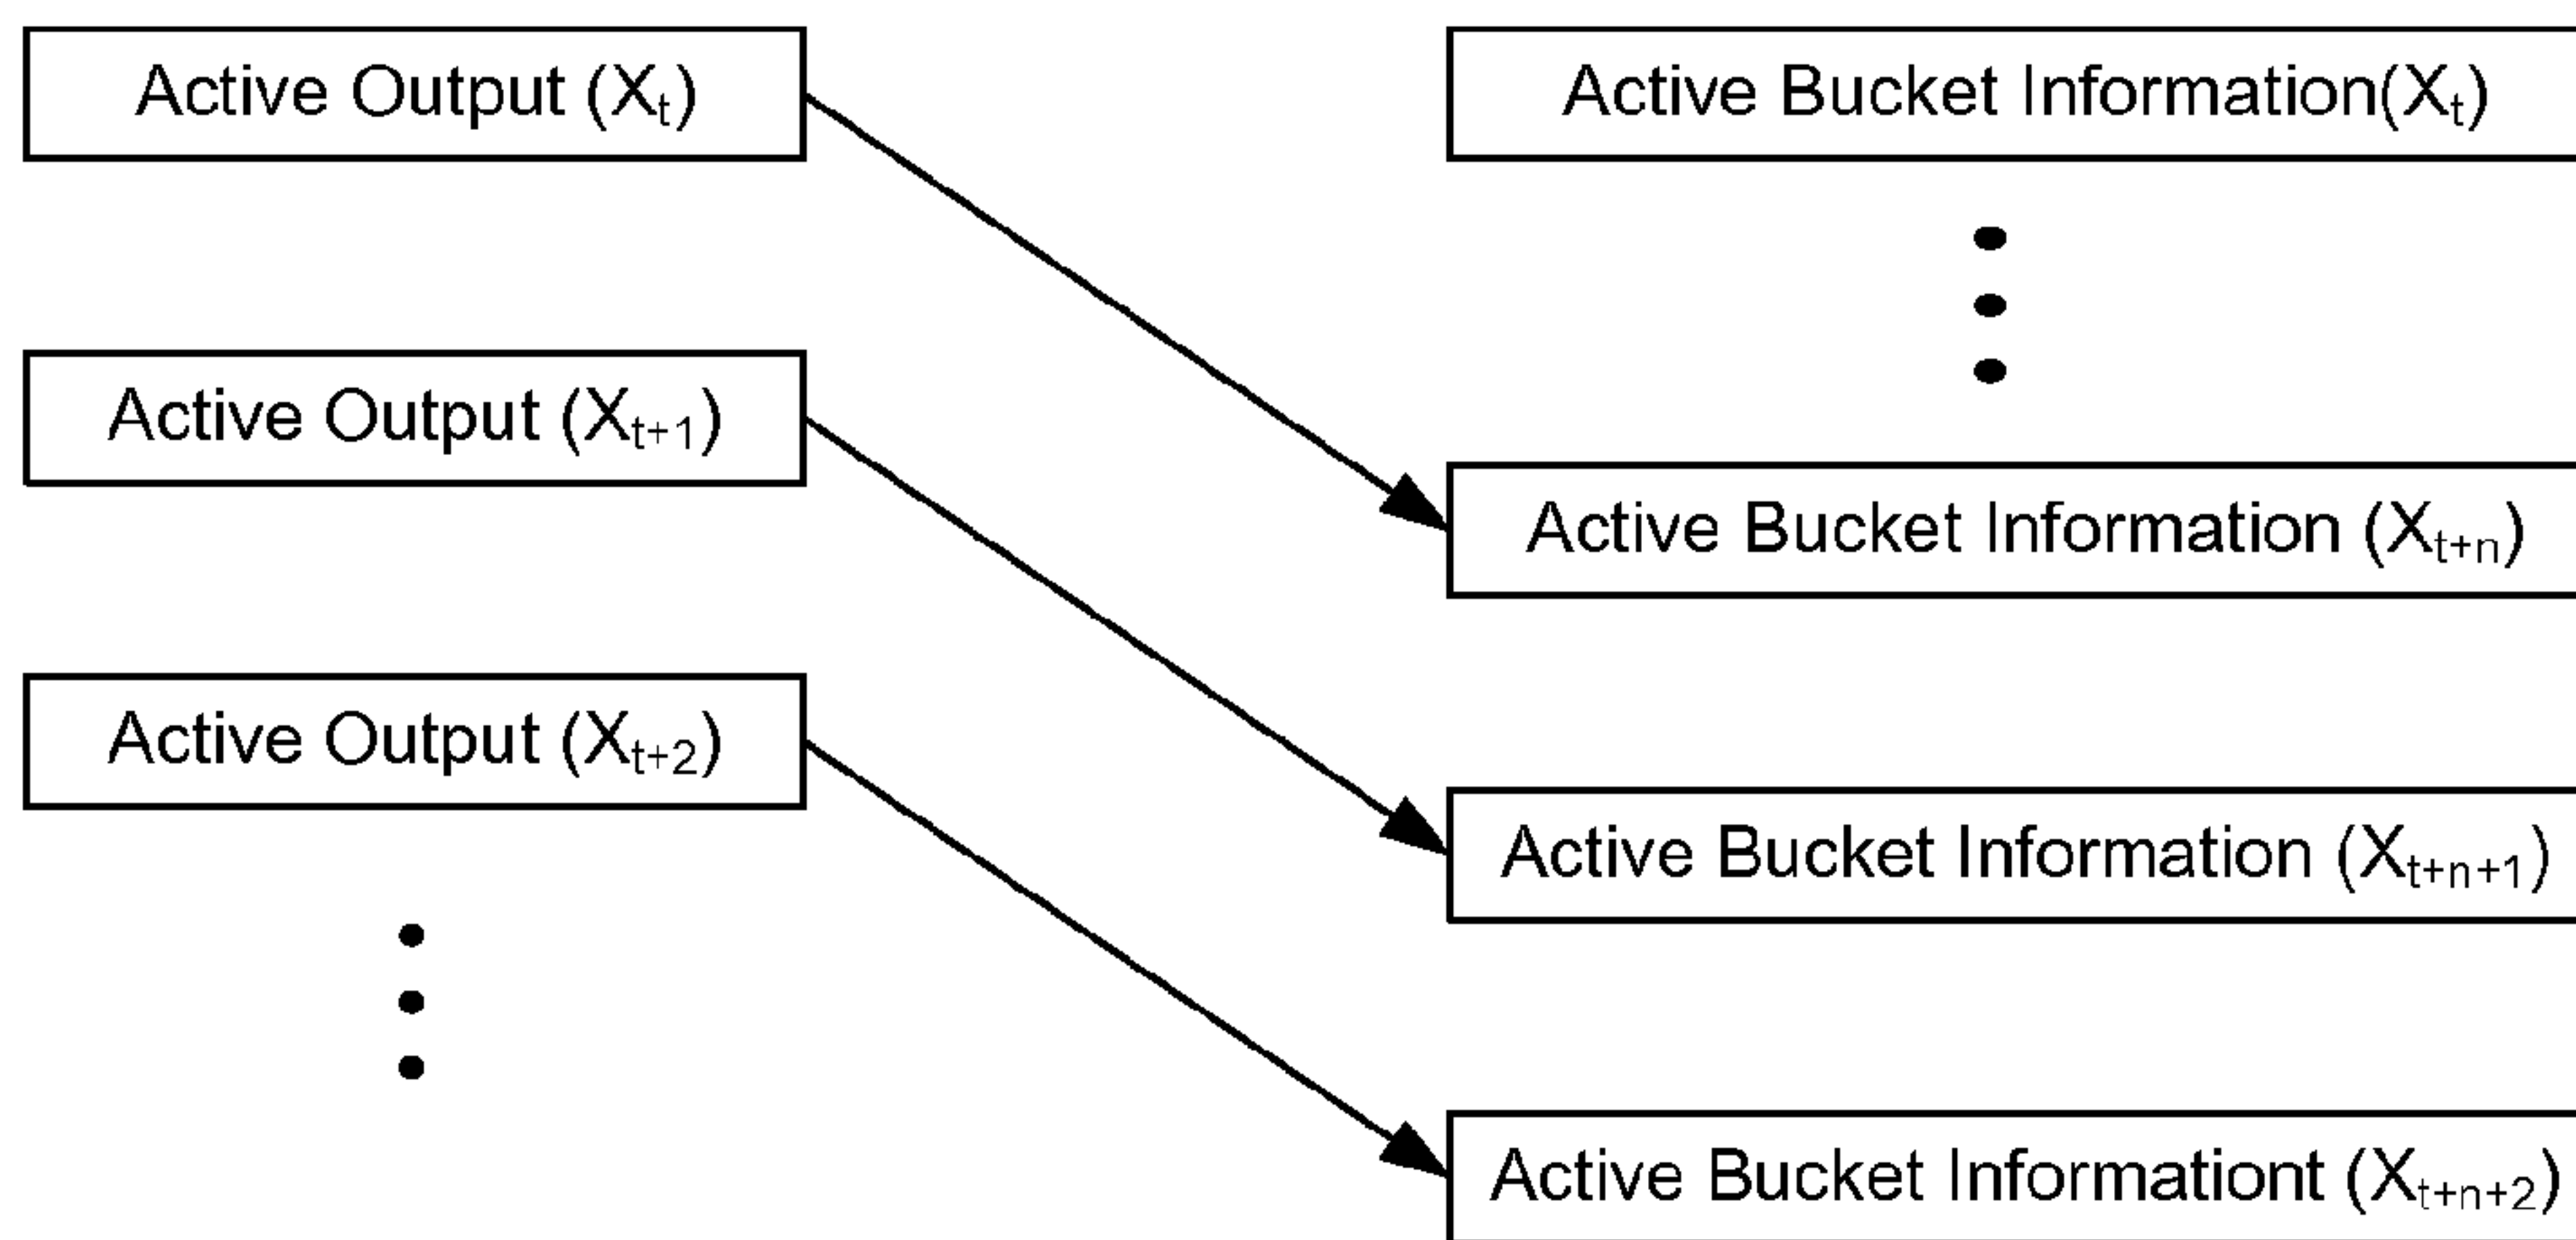 Active Output (Xₜ)
Active Output (Xₜ₊₁)
Active Output (Xₜ₊₂)
Active Bucket Information(Xₜ)
Active Bucket Information (Xₜ₊ₙ)
Active Bucket Information (Xₜ₊ₙ₊₁)
Active Bucket Informationt (Xₜ₊ₙ₊₂)